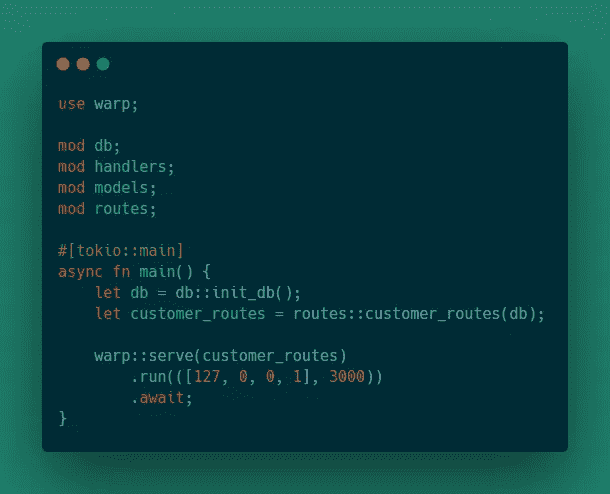 use warp;
mod db;
mod handlers;
mod models;
mod routes;
#[tokio::main]
async fn main() {
    let db = db::init_db();
    let customer_routes = routes::customer_routes(db);
    warp::serve(customer_routes)
        .run(([127, 0, 0, 1], 3000))
        .await;
}